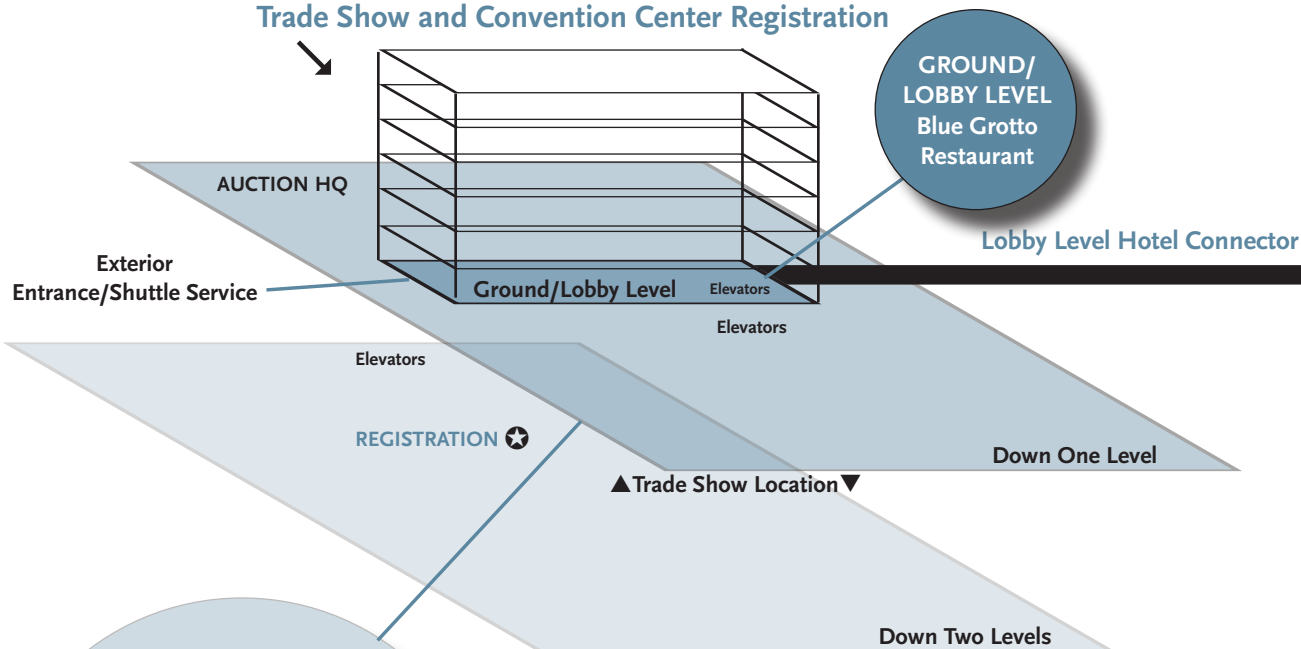 Trade Show and Convention Center Registration
GROUND/
LOBBY LEVEL
Blue Grotto
Restaurant
AUCTION HQ
Lobby Level Hotel Connector
Exterior
Entrance/Shuttle Service
Ground/Lobby Level
Elevators
Elevators
Elevators
REGISTRATION ✪
Down One Level
▲Trade Show Location▼
Down Two Levels